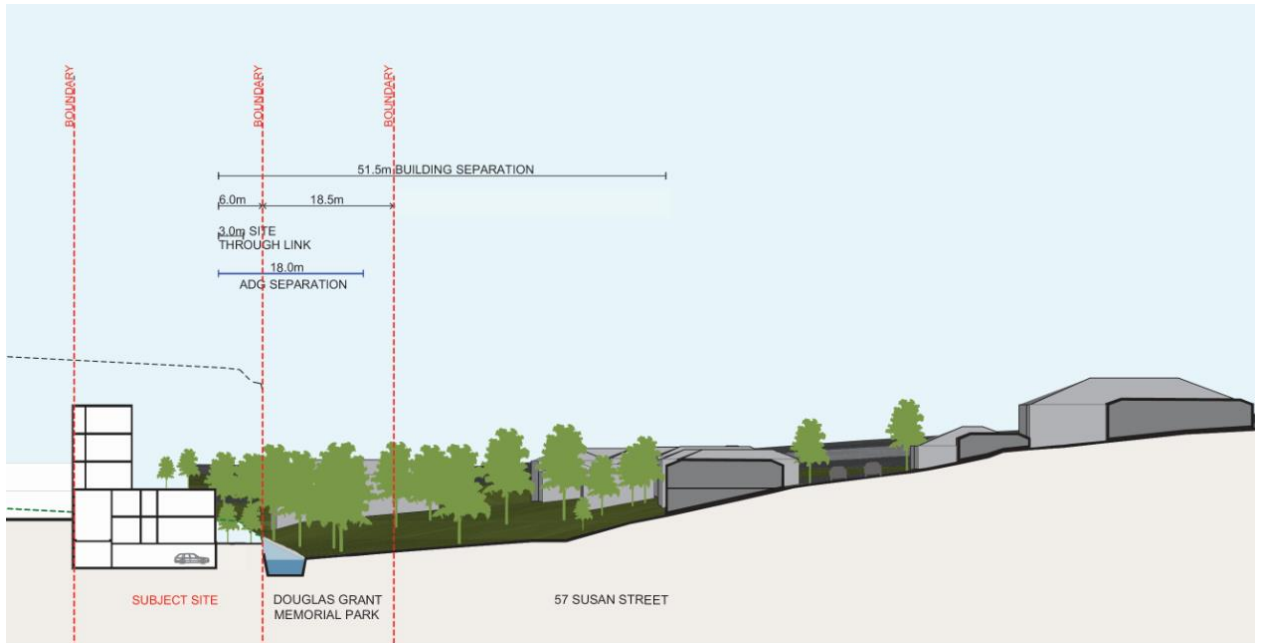 BOUNDARY
BOUNDARY
BOUNDARY
51.5m BUILDING SEPARATION
6.0m
18.5m
3.0m SITE
THROUGH LINK
18.0m
ADG SEPARATION
SUBJECT SITE
DOUGLAS GRANT
MEMORIAL PARK
57 SUSAN STREET